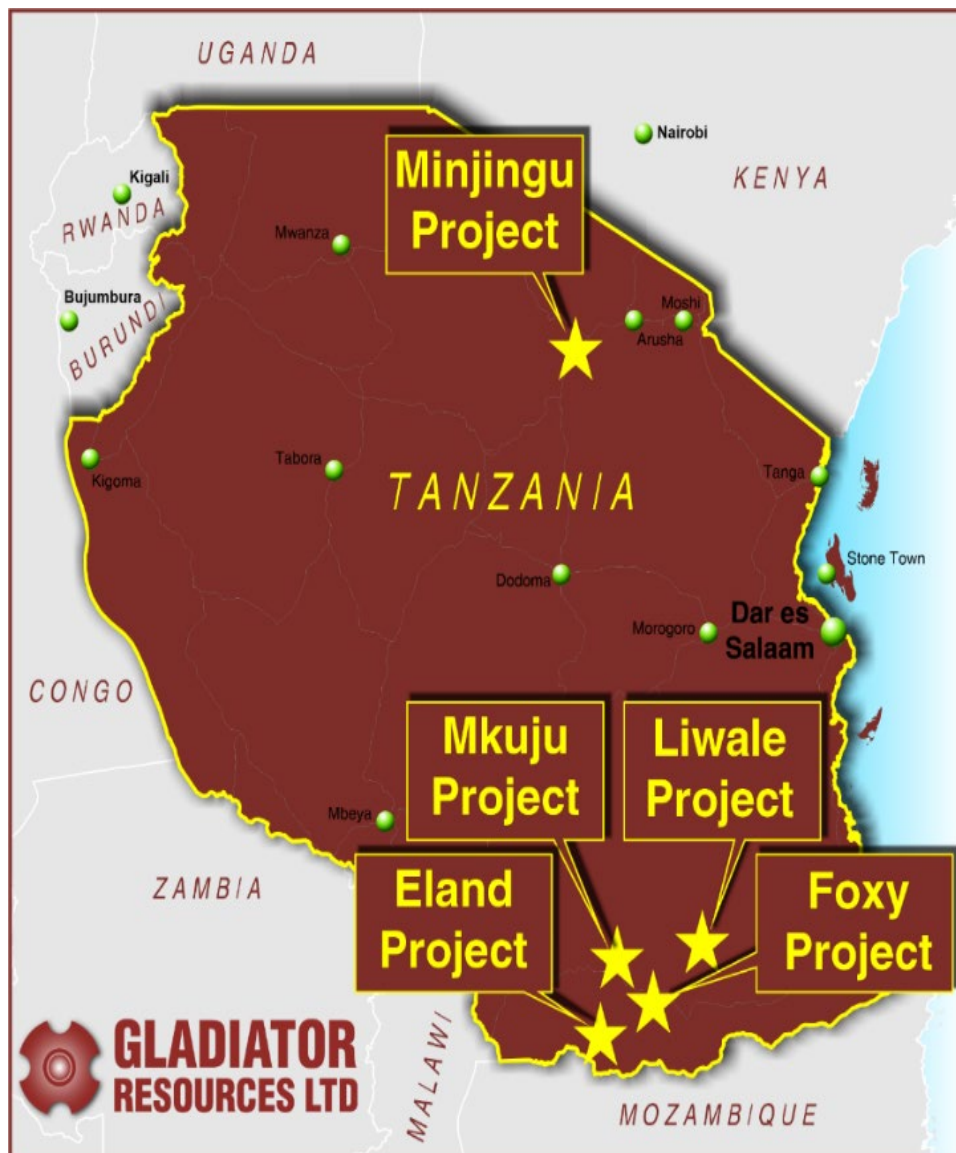 UGANDA
Nairobi
Minjingu
Project
KENYA
Kigali
RWANDA
Mwanza
Bujumbura
BURUNDI
Moshi
Arusha
Kigoma
Tabora
TANZANIA
Tanga
Dodoma
Stone Town
Morogoro
Dar es
Salaam
CONGO
Mkuju
Project
Liwale
Project
Mbeya
ZAMBIA
Eland
Project
Foxy
Project
GLADIATOR
RESOURCES LTD
MALAWI
MOZAMBIQUE